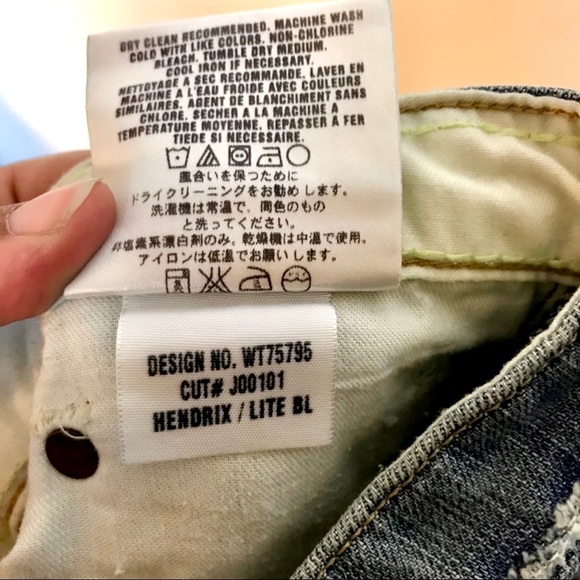 DRY CLEAN RECOMMENDED. MACHINE WASH
COLD WITH LIKE COLORS. NON-CHLORINE
BLEACH. TUMBLE DRY MEDIUM.
COOL IRON IF NECESSARY.
NETTOYAGE A SEC RECOMMANDE. LAVER EN
MACHINE A L'EAU FROIDE AVEC COULEURS
SIMILAIRES. AGENT DE BLANCHIMENT SANS
CHLORE. SECHER A LA MACHINE A
TEMPERATURE MOYENNE. REPASSER A FER
TIEDE SI NECESSAIRE.
風合いを保つために
ドライクリーニングをお勧めします。
洗濯機は常温で、同色のもの
と洗ってください。
非塩素系漂白剤のみ。乾燥機は中温で使用。
アイロンは低温でお願いします。
DESIGN NO. WT75795
CUT# J00101
HENDRIX / LITE BL